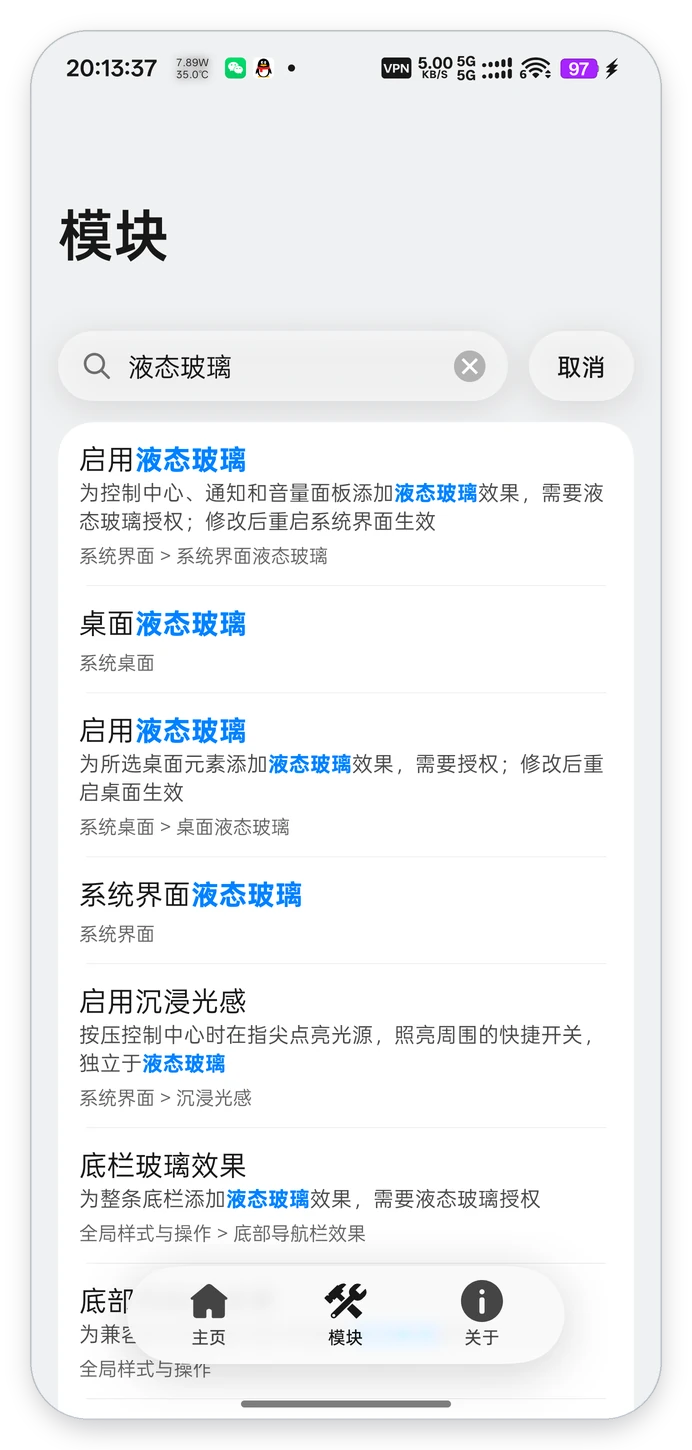 20:13:37 7.89W 35.0℃ VPN 5.00 KB/S 5G 5G 6 97
模块
液态玻璃 取消
启用液态玻璃
为控制中心、通知和音量面板添加液态玻璃效果，需要液
态玻璃授权；修改后重启系统界面生效
系统界面 > 系统界面液态玻璃
桌面液态玻璃
系统桌面
启用液态玻璃
为所选桌面元素添加液态玻璃效果，需要授权；修改后重
启桌面生效
系统桌面 > 桌面液态玻璃
系统界面液态玻璃
系统界面
启用沉浸光感
按压控制中心时在指尖点亮光源，照亮周围的快捷开关，
独立于液态玻璃
系统界面 > 沉浸光感
底栏玻璃效果
为整条底栏添加液态玻璃效果，需要液态玻璃授权
全局样式与操作 > 底部导航栏效果
底部
为兼容
全局样式与操作
主页 模块 关于